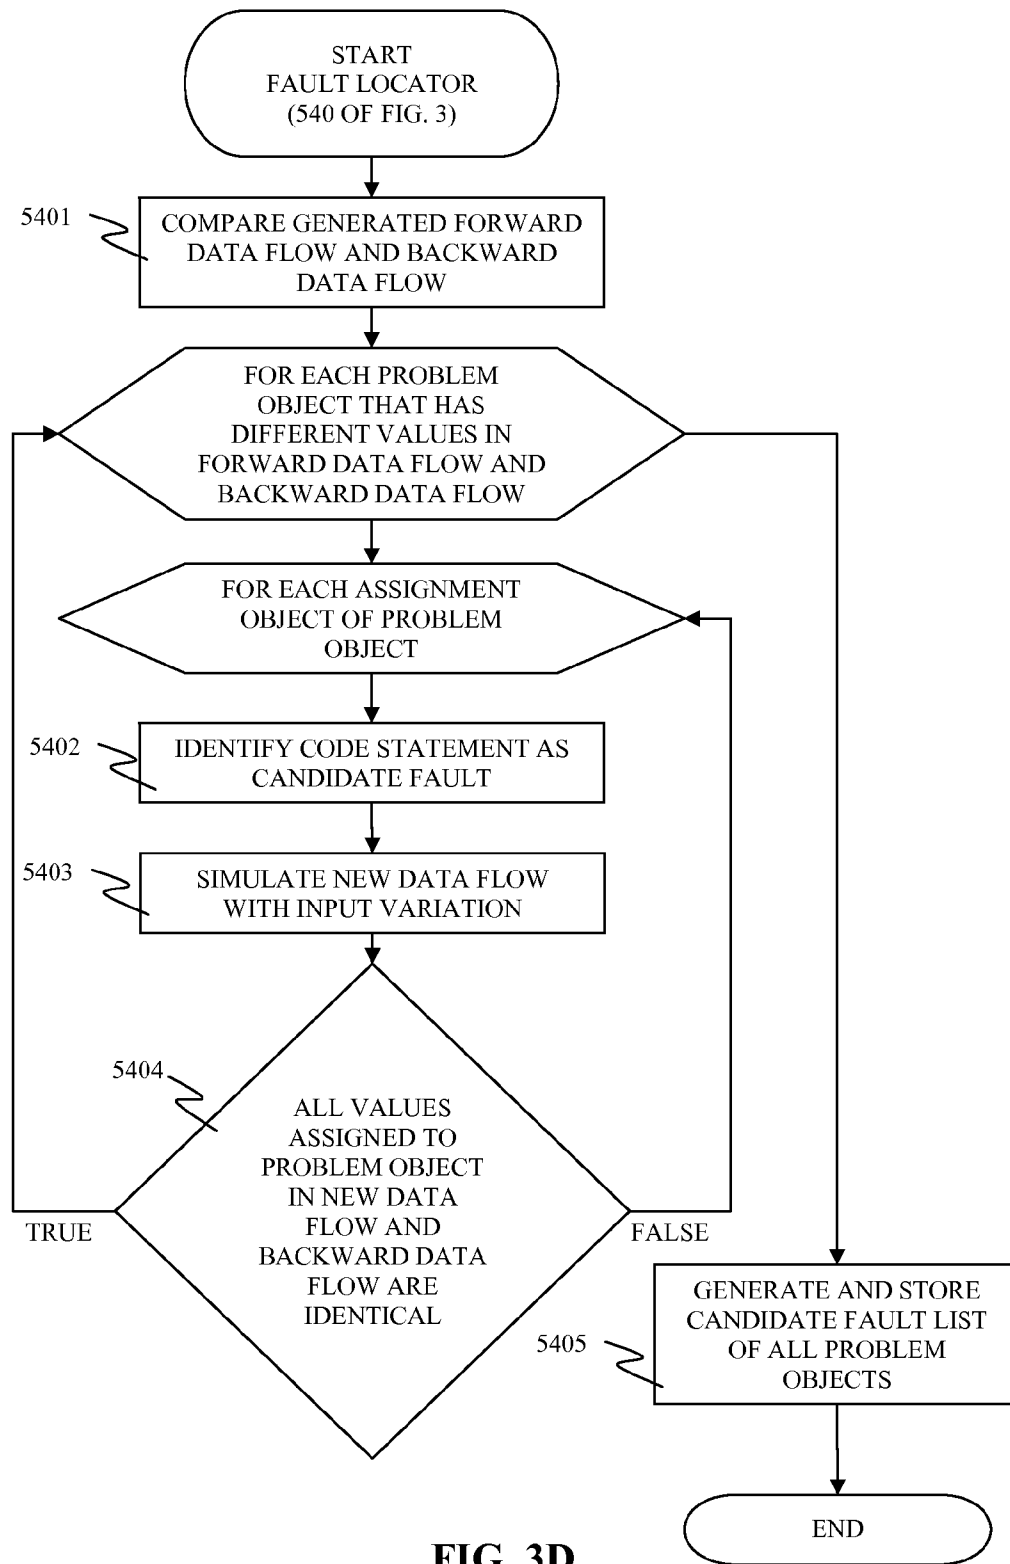 START
FAULT LOCATOR
(540 OF FIG. 3)
5401
COMPARE GENERATED FORWARD
DATA FLOW AND BACKWARD
DATA FLOW
FOR EACH PROBLEM
OBJECT THAT HAS
DIFFERENT VALUES IN
FORWARD DATA FLOW AND
BACKWARD DATA FLOW
FOR EACH ASSIGNMENT
OBJECT OF PROBLEM
OBJECT
5402
IDENTIFY CODE STATEMENT AS
CANDIDATE FAULT
5403
SIMULATE NEW DATA FLOW
WITH INPUT VARIATION
5404
ALL VALUES
ASSIGNED TO
PROBLEM OBJECT
IN NEW DATA
FLOW AND
BACKWARD DATA
FLOW ARE
IDENTICAL
TRUE
FALSE
5405
GENERATE AND STORE
CANDIDATE FAULT LIST
OF ALL PROBLEM
OBJECTS
END
FIG. 3D